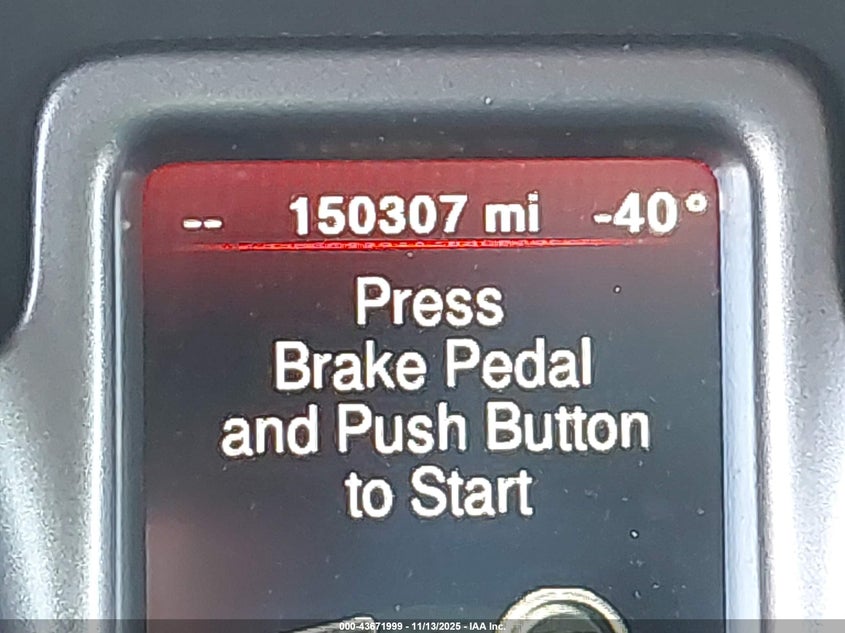 -- 150307 mi -40°
Press
Brake Pedal
and Push Button
to Start
000-43671999 - 11/13/2025 - IAA Inc.